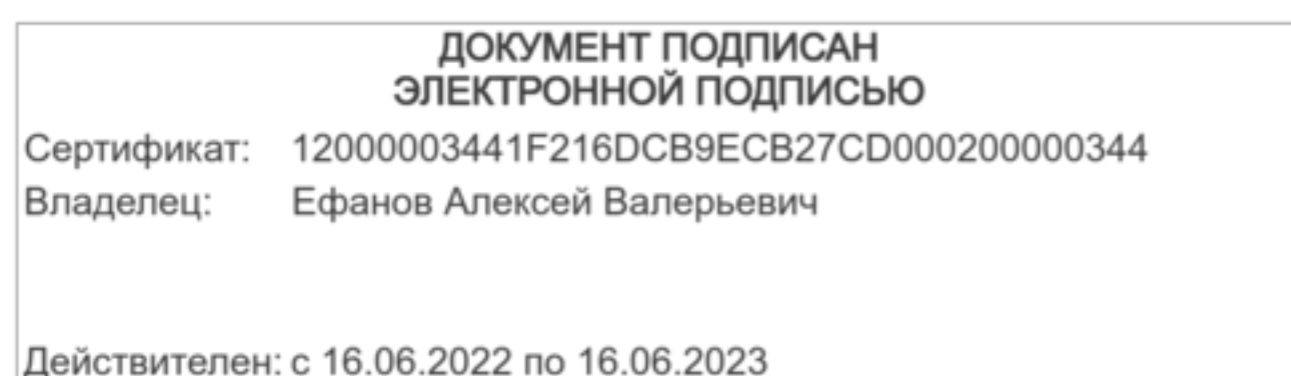 ДОКУМЕНТ ПОДПИСАН
ЭЛЕКТРОННОЙ ПОДПИСЬЮ
Сертификат: 12000003441F216DCB9ECB27CD000200000344
Владелец: Ефанов Алексей Валерьевич
Действителен: с 16.06.2022 по 16.06.2023